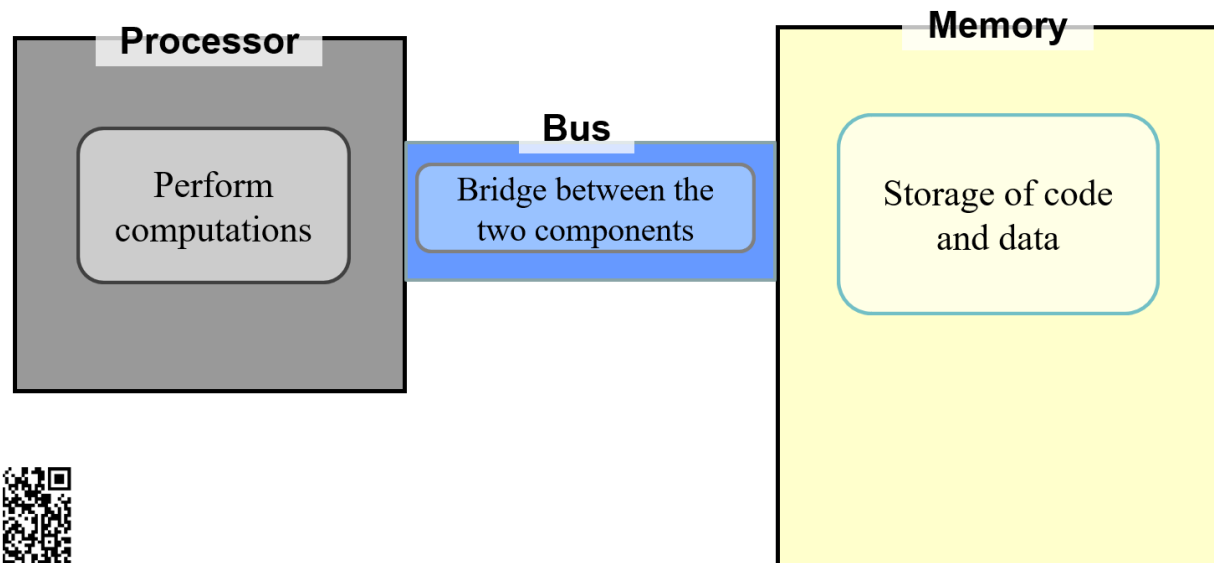 Processor
Perform
computations
Bus
Bridge between the
two components
Memory
Storage of code
and data